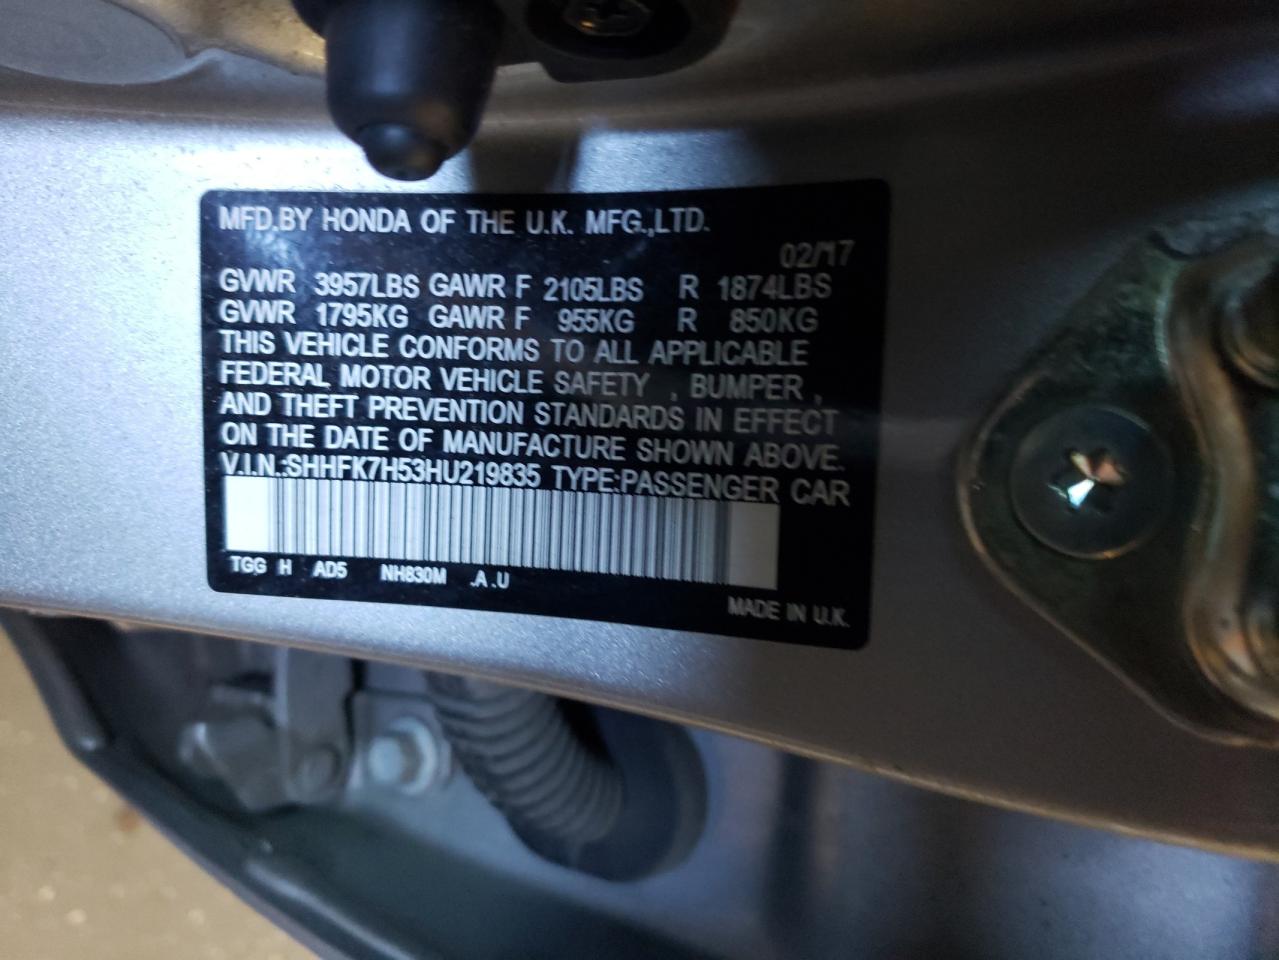 MFD.BY HONDA OF THE U.K. MFG.,LTD.
02/17
GVWR 3957LBS GAWR F 2105LBS R 1874LBS
GVWR 1795KG GAWR F 955KG R 850KG
THIS VEHICLE CONFORMS TO ALL APPLICABLE
FEDERAL MOTOR VEHICLE SAFETY , BUMPER ,
AND THEFT PREVENTION STANDARDS IN EFFECT
ON THE DATE OF MANUFACTURE SHOWN ABOVE.
V.I.N.:SHHFK7H53HU219835 TYPE:PASSENGER CAR
TGG H AD5 NH830M .A .U
MADE IN U.K.